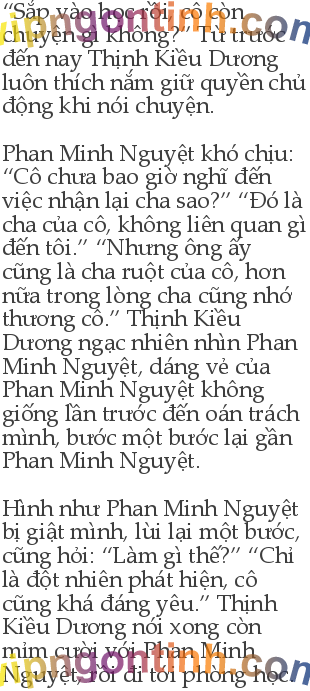 “Sắp vào học rồi, cô còn
chuyện gì không?” Từ trước
đến nay Thịnh Kiều Dương
luôn thích nắm giữ quyền chủ
động khi nói chuyện.
Phan Minh Nguyệt khó chịu:
“Cô chưa bao giờ nghĩ đến
việc nhận lại cha sao?” “Đó là
cha của cô, không liên quan gì
đến tôi.” “Nhưng ông ấy
cũng là cha ruột của cô, hơn
nữa trong lòng cha cũng nhớ
thương cô.” Thịnh Kiều
Dương ngạc nhiên nhìn Phan
Minh Nguyệt, dáng vẻ của
Phan Minh Nguyệt không
giống lần trước đến oán trách
mình, bước một bước lại gần
Phan Minh Nguyệt.
Hình như Phan Minh Nguyệt
bị giật mình, lùi lại một bước,
cũng hỏi: “Làm gì thế?” “Chỉ
là đột nhiên phát hiện, cô
cũng khá đáng yêu.” Thịnh
Kiều Dương nói xong còn
mỉm cười với Phan Minh
Nguyệt, rồi đi tới phòng học.
vipngontinh.com
vipngontinh.com